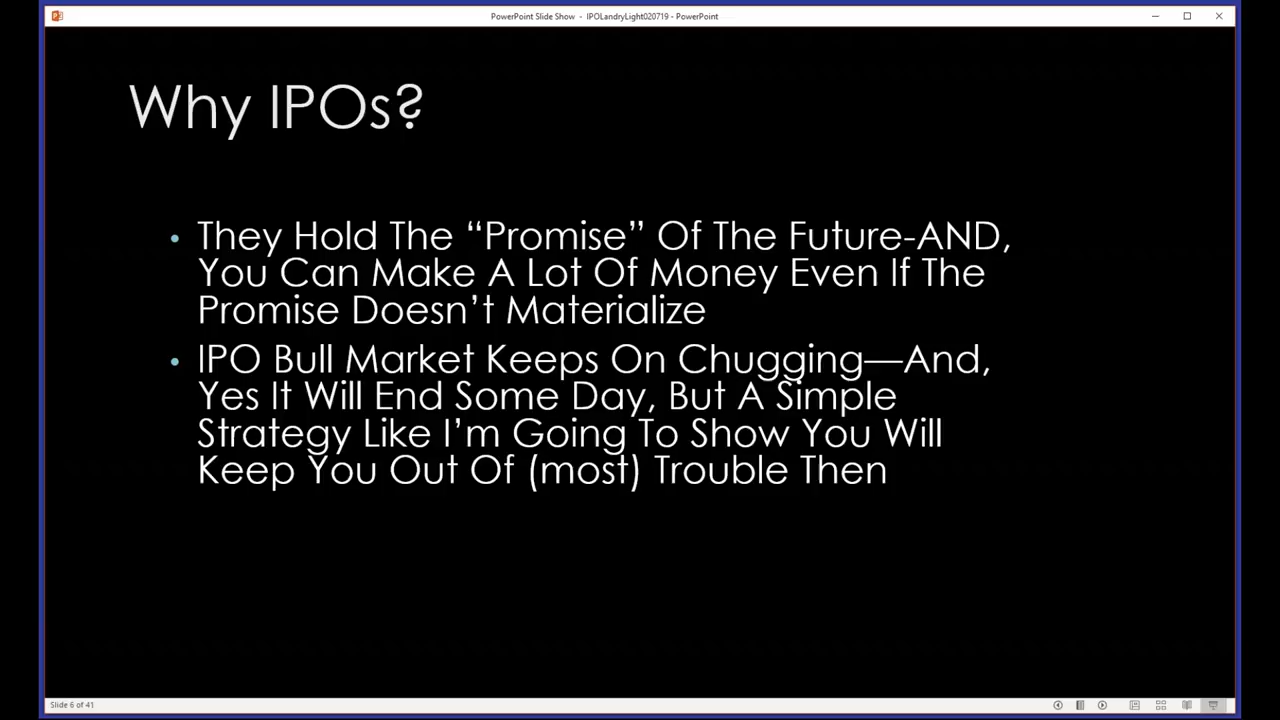 PowerPoint Slide Show - IPOLandryLight020719 - PowerPoint
Why IPOs?
• They Hold The “Promise” Of The Future-AND,
You Can Make A Lot Of Money Even If The
Promise Doesn’t Materialize
• IPO Bull Market Keeps On Chugging—And,
Yes It Will End Some Day, But A Simple
Strategy Like I’m Going To Show You Will
Keep You Out Of (most) Trouble Then
Slide 6 of 41